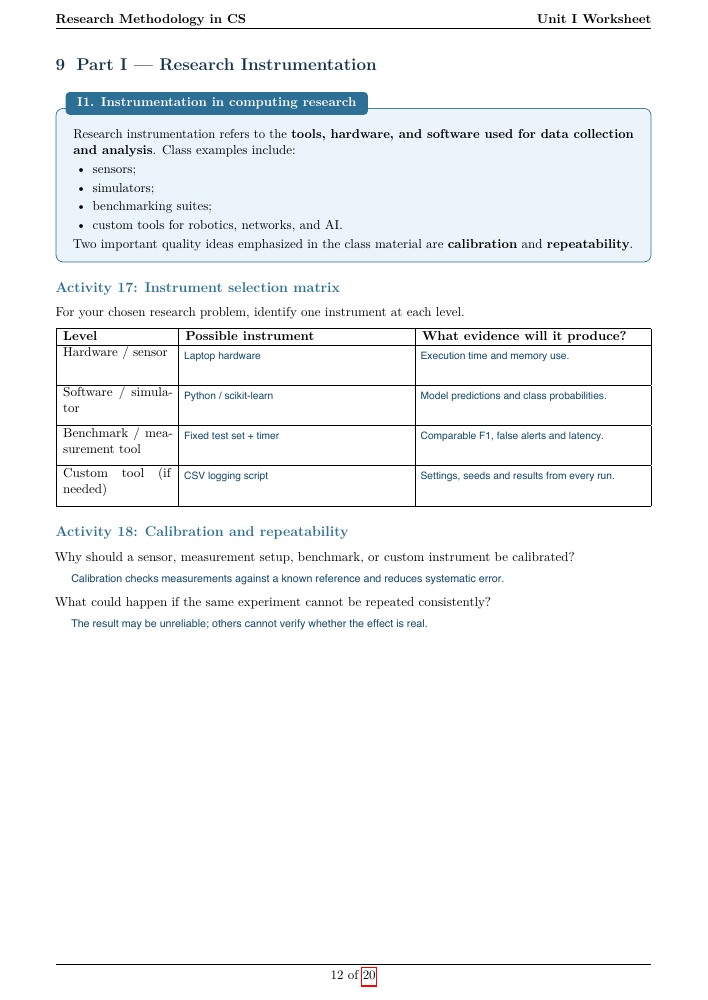 Research Methodology in CS
Unit I Worksheet
9 Part I — Research Instrumentation
I1. Instrumentation in computing research
Research instrumentation refers to the tools, hardware, and software used for data collection
and analysis. Class examples include:
• sensors;
• simulators;
• benchmarking suites;
• custom tools for robotics, networks, and AI.
Two important quality ideas emphasized in the class material are calibration and repeatability.
Activity 17: Instrument selection matrix
For your chosen research problem, identify one instrument at each level.
Level
Possible instrument
What evidence will it produce?
Hardware / sensor
Laptop hardware
Execution time and memory use.
Software / simula-
tor
Python / scikit-learn
Model predictions and class probabilities.
Benchmark / mea-
surement tool
Fixed test set + timer
Comparable F1, false alerts and latency.
Custom tool (if
needed)
CSV logging script
Settings, seeds and results from every run.
Activity 18: Calibration and repeatability
Why should a sensor, measurement setup, benchmark, or custom instrument be calibrated?
Calibration checks measurements against a known reference and reduces systematic error.
What could happen if the same experiment cannot be repeated consistently?
The result may be unreliable; others cannot verify whether the effect is real.
12 of 20